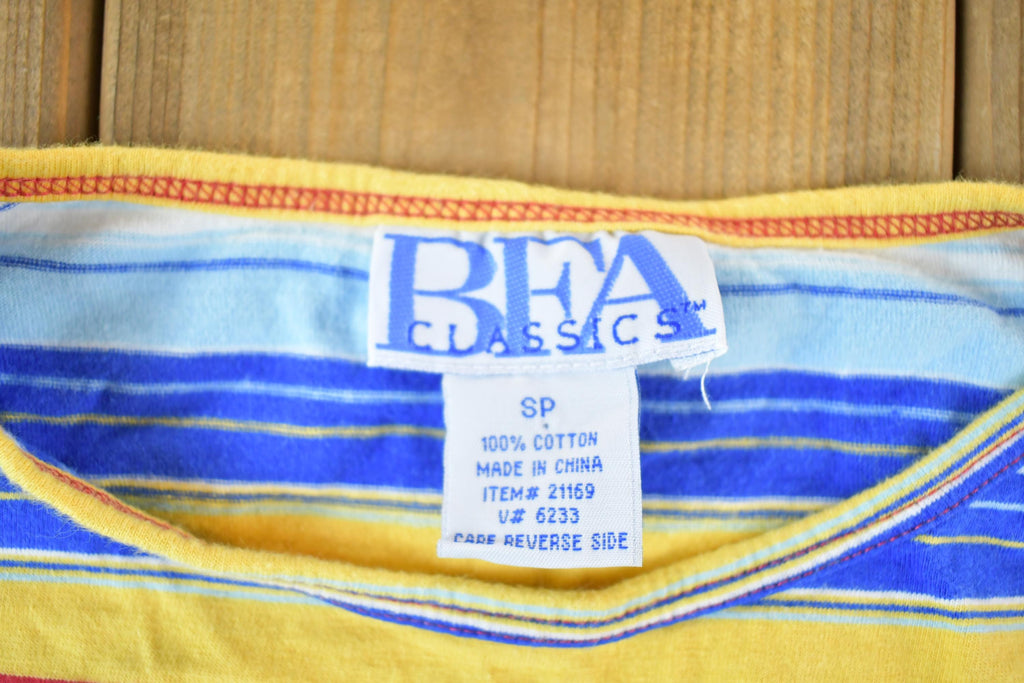 BFA
CLASSICS™
SP
100% COTTON
MADE IN CHINA
ITEM# 21169
V# 6233
CARE REVERSE SIDE